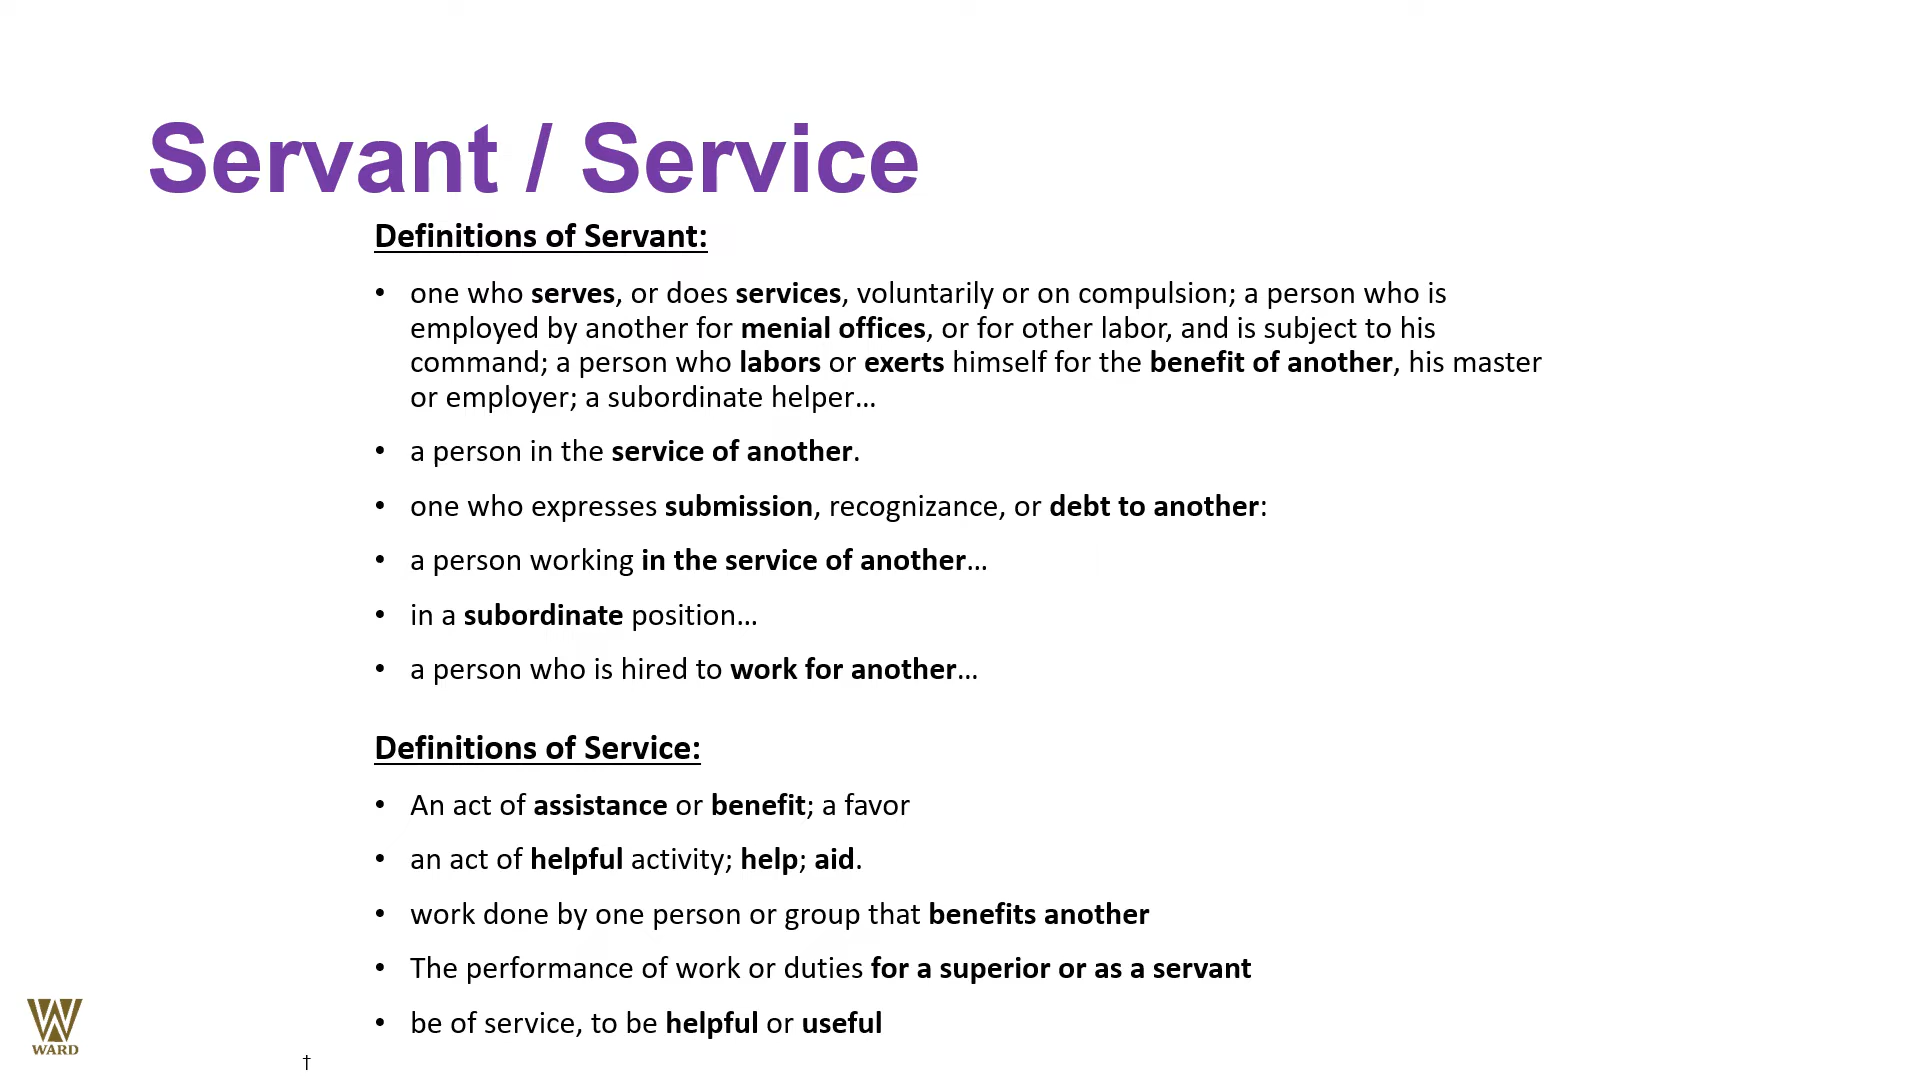 Servant / Service
Definitions of Servant:
• one who serves, or does services, voluntarily or on compulsion; a person who is
employed by another for menial offices, or for other labor, and is subject to his
command; a person who labors or exerts himself for the benefit of another, his master
or employer; a subordinate helper…
• a person in the service of another.
• one who expresses submission, recognizance, or debt to another:
• a person working in the service of another…
• in a subordinate position…
• a person who is hired to work for another…
Definitions of Service:
• An act of assistance or benefit; a favor
• an act of helpful activity; help; aid.
• work done by one person or group that benefits another
• The performance of work or duties for a superior or as a servant
• be of service, to be helpful or useful
W
WARD
†